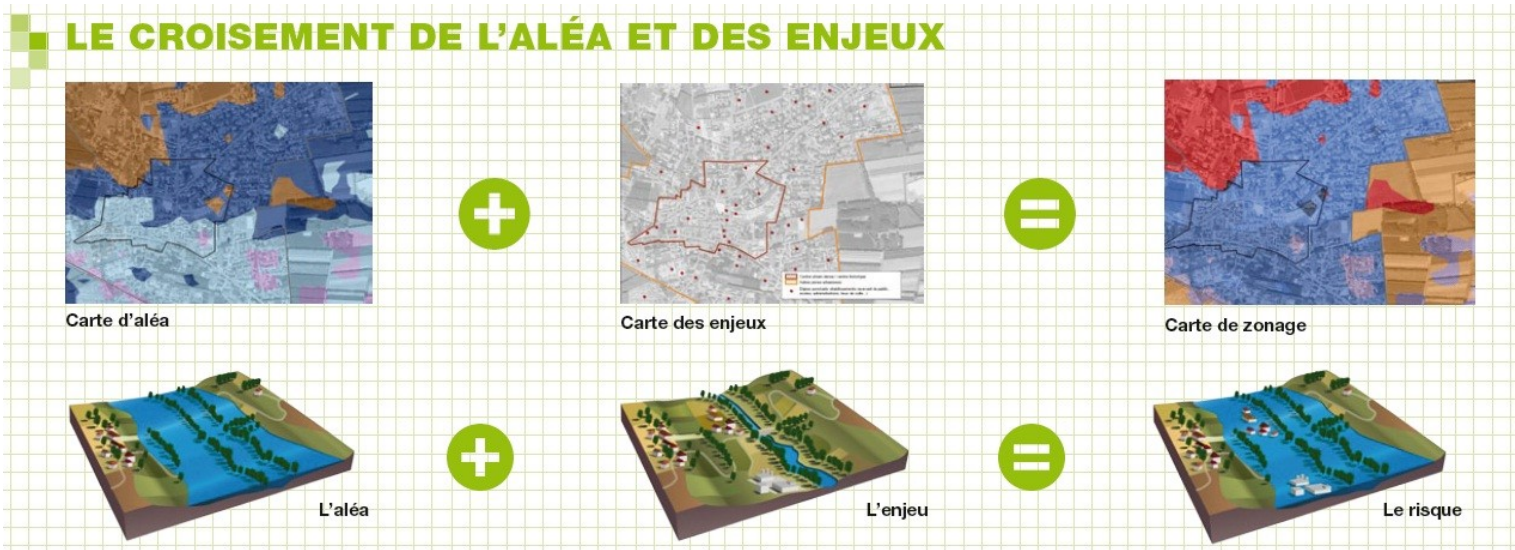 LE CROISEMENT DE L'ALÉA ET DES ENJEUX
Carte d'aléa
Carte des enjeux
Carte de zonage
L'aléa
L'enjeu
Le risque